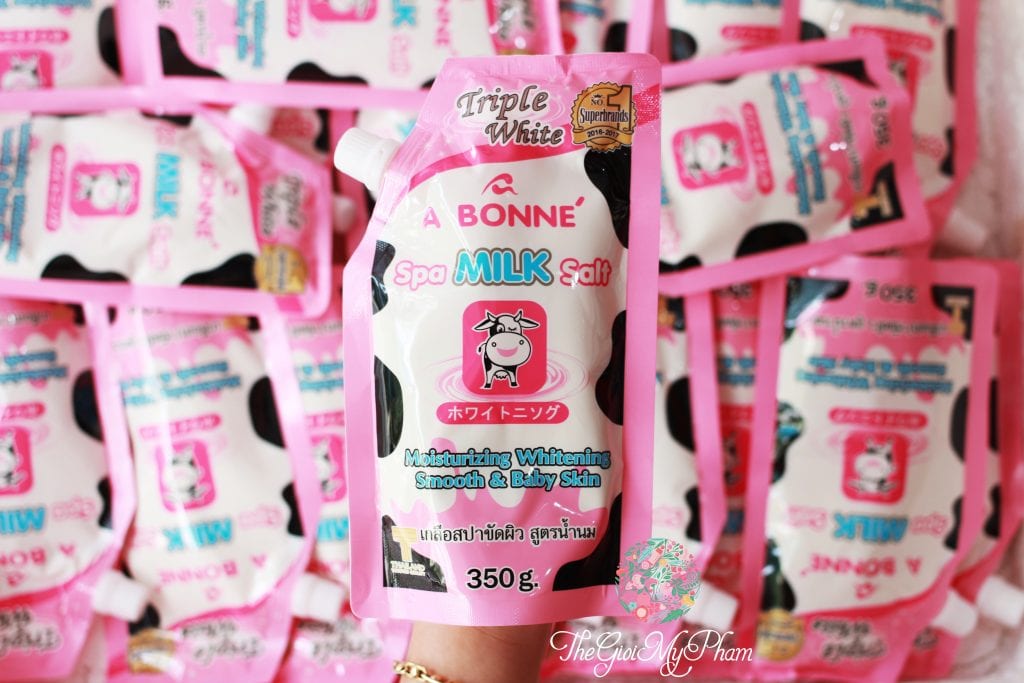 Triple
White
NO. 1
Superbrands
2016-2017
A BONNE´
Spa MILK Salt
ホワイトニソグ
Moisturizing Whitening
Smooth & Baby Skin
เกลือสปาขัดผิว สูตรน้ำนม
350 g.
TheGioiMyPham